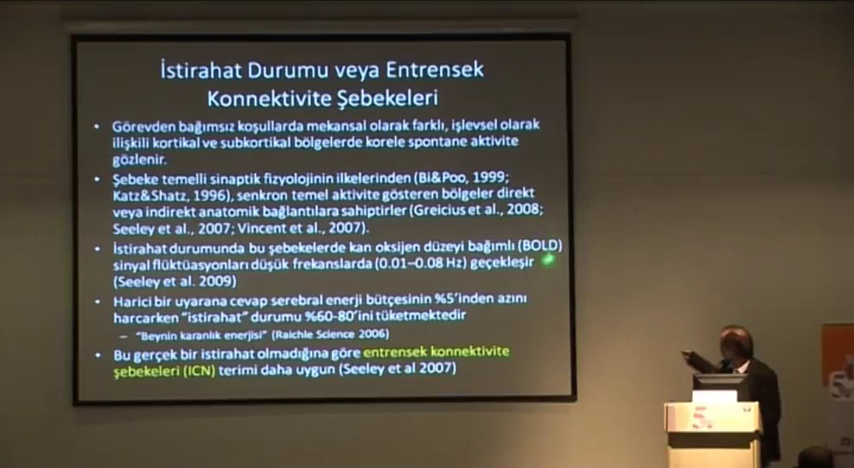 İstirahat Durumu veya Entrensek
Konnektivite Şebekeleri
• Görevden bağımsız koşullarda mekansal olarak farklı, işlevsel olarak
ilişkili kortikal ve subkortikal bölgelerde korele spontane aktivite
gözlenir.
• Şebeke temelli sinaptik fizyolojinin ilkelerinden (Bi&Poo, 1999;
Katz&Shatz, 1996), senkron temel aktivite gösteren bölgeler direkt
veya indirekt anatomik bağlantılara sahiptirler (Greicius et al., 2008;
Seeley et al., 2007; Vincent et al., 2007).
• İstirahat durumunda bu şebekelerde kan oksijen düzeyi bağımlı (BOLD)
sinyal flüktüasyonları düşük frekanslarda (0.01–0.08 Hz) geçekleşir
(Seeley et al. 2009)
• Harici bir uyarana cevap serebral enerji bütçesinin %5'inden azını
harcarken "istirahat" durumu %60-80'ini tüketmektedir
– "Beynin karanlık enerjisi" (Raichle Science 2006)
• Bu gerçek bir istirahat olmadığına göre entrensek konnektivite
şebekeleri (ICN) terimi daha uygun (Seeley et al 2007)
5
5